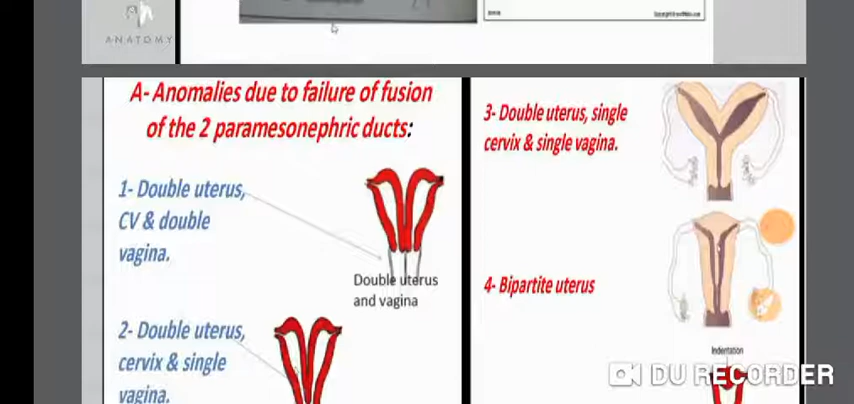 ANATOMY
A- Anomalies due to failure of fusion
of the 2 paramesonephric ducts:
1- Double uterus,
CV & double
vagina.
Double uterus
and vagina
2- Double uterus,
cervix & single
vagina.
3- Double uterus, single
cervix & single vagina.
4- Bipartite uterus
Indentation
DU RECORDER